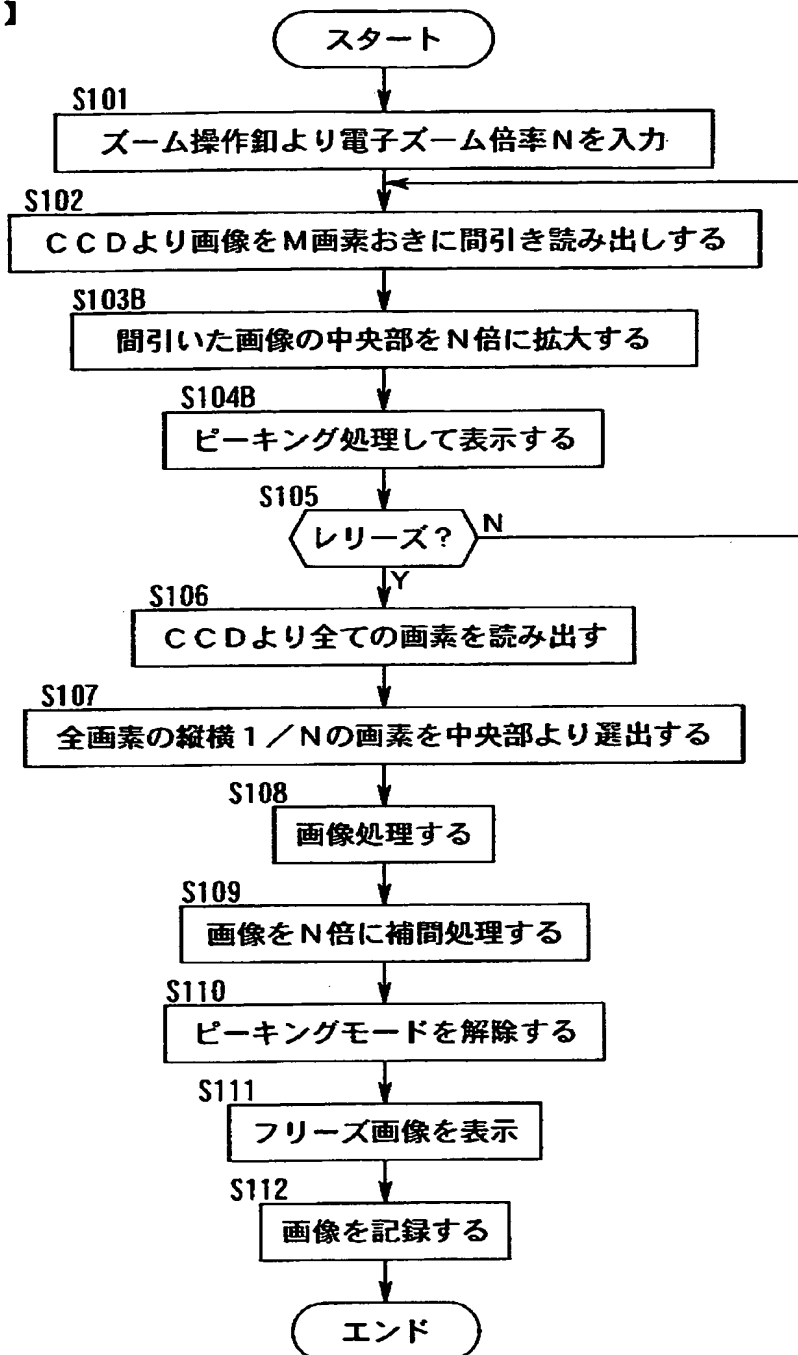 】
スタート
S101
ズーム操作釦より電子ズーム倍率Nを入力
S102
CCDより画像をM画素おきに間引き読み出しする
S103B
間引いた画像の中央部をN倍に拡大する
S104B
ピーキング処理して表示する
S105
レリーズ?
N
Y
S106
CCDより全ての画素を読み出す
S107
全画素の縦横1/Nの画素を中央部より選出する
S108
画像処理する
S109
画像をN倍に補間処理する
S110
ピーキングモードを解除する
S111
フリーズ画像を表示
S112
画像を記録する
エンド